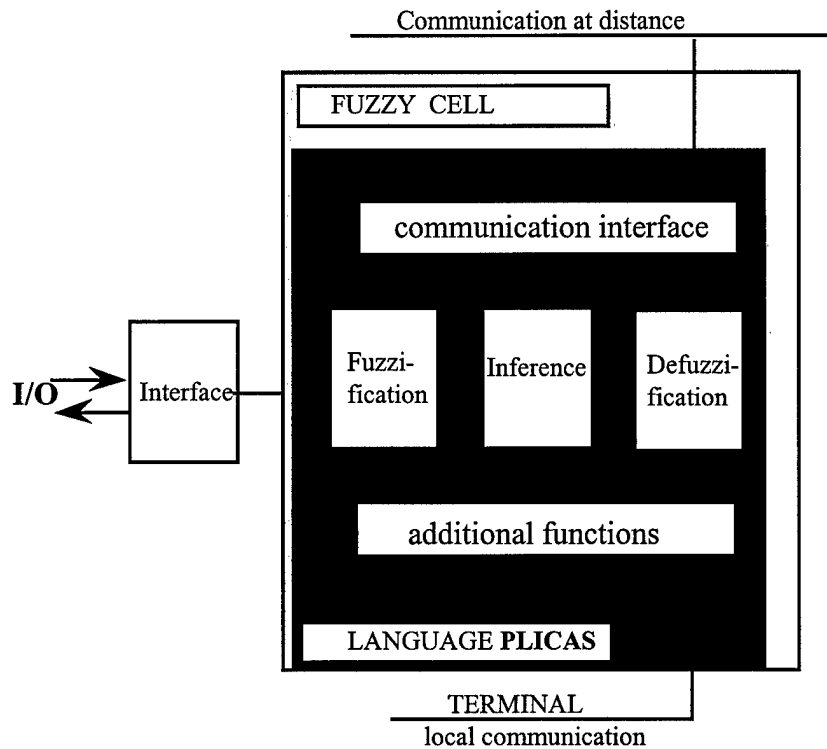 Communication at distance
FUZZY CELL
communication interface
Fuzzi-
fication
Inference
Defuzzi-
ification
additional functions
I/O
Interface
LANGUAGE PLICAS
TERMINAL
local communication